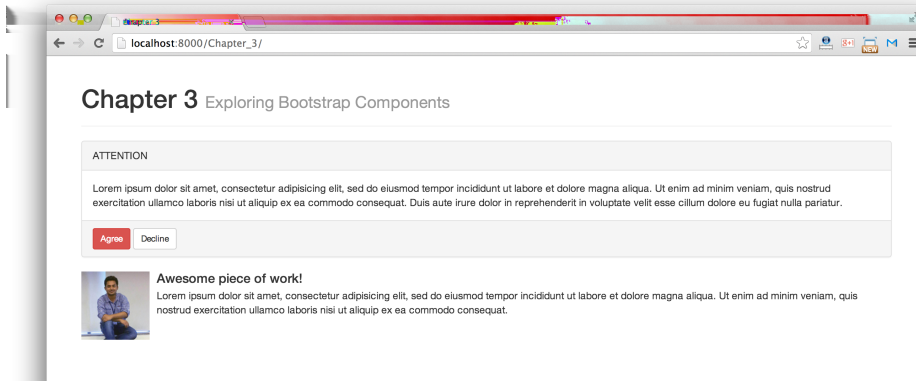 localhost:8000/Chapter_3/
NEW
Chapter 3 Exploring Bootstrap Components
ATTENTION
Lorem ipsum dolor sit amet, consectetur adipisicing elit, sed do eiusmod tempor incididunt ut labore et dolore magna aliqua. Ut enim ad minim veniam, quis nostrud
exercitation ullamco laboris nisi ut aliquip ex ea commodo consequat. Duis aute irure dolor in reprehenderit in voluptate velit esse cillum dolore eu fugiat nulla pariatur.
Agree Decline
Awesome piece of work!
Lorem ipsum dolor sit amet, consectetur adipisicing elit, sed do eiusmod tempor incididunt ut labore et dolore magna aliqua. Ut enim ad minim veniam, quis
nostrud exercitation ullamco laboris nisi ut aliquip ex ea commodo consequat.